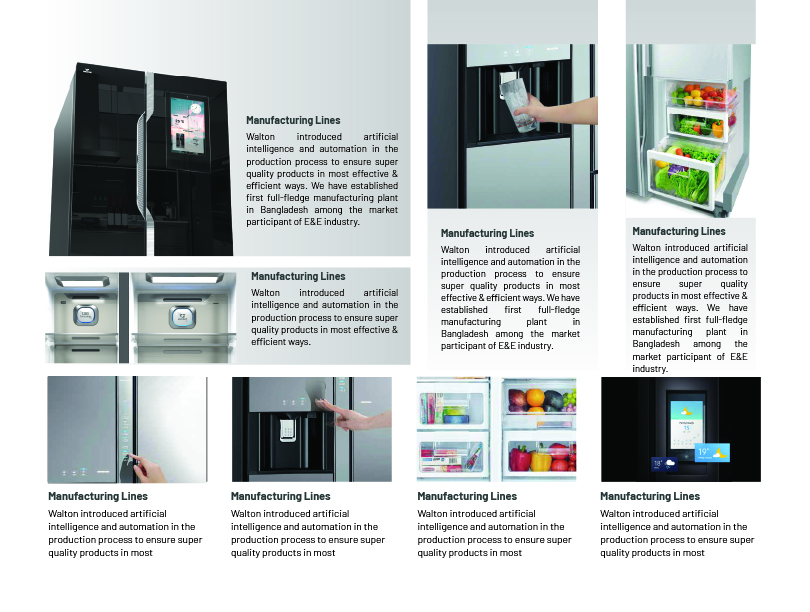 Manufacturing Lines
Walton introduced artificial
intelligence and automation in the
production process to ensure super
quality products in most effective &
efficient ways. We have established
first full-fledge manufacturing plant
in Bangladesh among the market
participant of E&E industry.
Manufacturing Lines
Walton introduced artificial
intelligence and automation in the
production process to ensure super
quality products in most effective &
efficient ways.
Manufacturing Lines
Walton introduced artificial
intelligence and automation in the
production process to ensure
super quality products in most
effective & efficient ways. We have
established first full-fledge
manufacturing plant in
Bangladesh among the market
participant of E&E industry.
Manufacturing Lines
Walton introduced artificial
intelligence and automation
in the production process to
ensure super quality
products in most effective &
efficient ways. We have
established first full-fledge
manufacturing plant in
Bangladesh among the
market participant of E&E
industry.
Manufacturing Lines
Walton introduced artificial
intelligence and automation in the
production process to ensure super
quality products in most
Manufacturing Lines
Walton introduced artificial
intelligence and automation in the
production process to ensure super
quality products in most
Manufacturing Lines
Walton introduced artificial
intelligence and automation in the
production process to ensure super
quality products in most
19°
18°
Manufacturing Lines
Walton introduced artificial
intelligence and automation in the
production process to ensure super
quality products in most